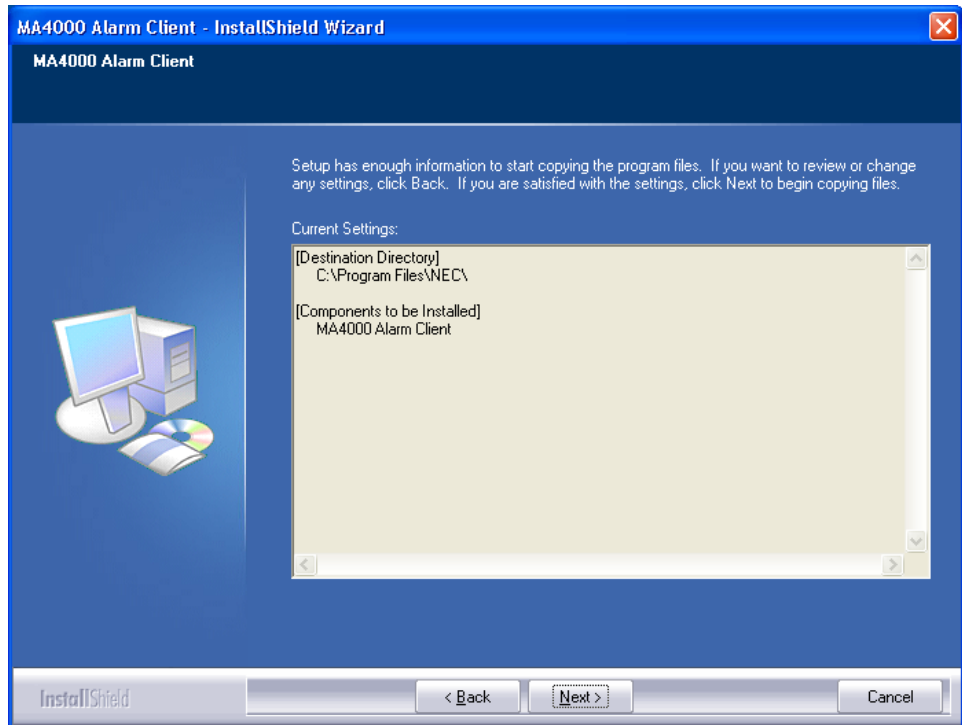 MA4000 Alarm Client - InstallShield Wizard
MA4000 Alarm Client
Setup has enough information to start copying the program files. If you want to review or change
any settings, click Back. If you are satisfied with the settings, click Next to begin copying files.
Current Settings:
[Destination Directory]
C:\Program Files\NEC\
[Components to be Installed]
MA4000 Alarm Client
InstallShield
< Back
Next >
Cancel